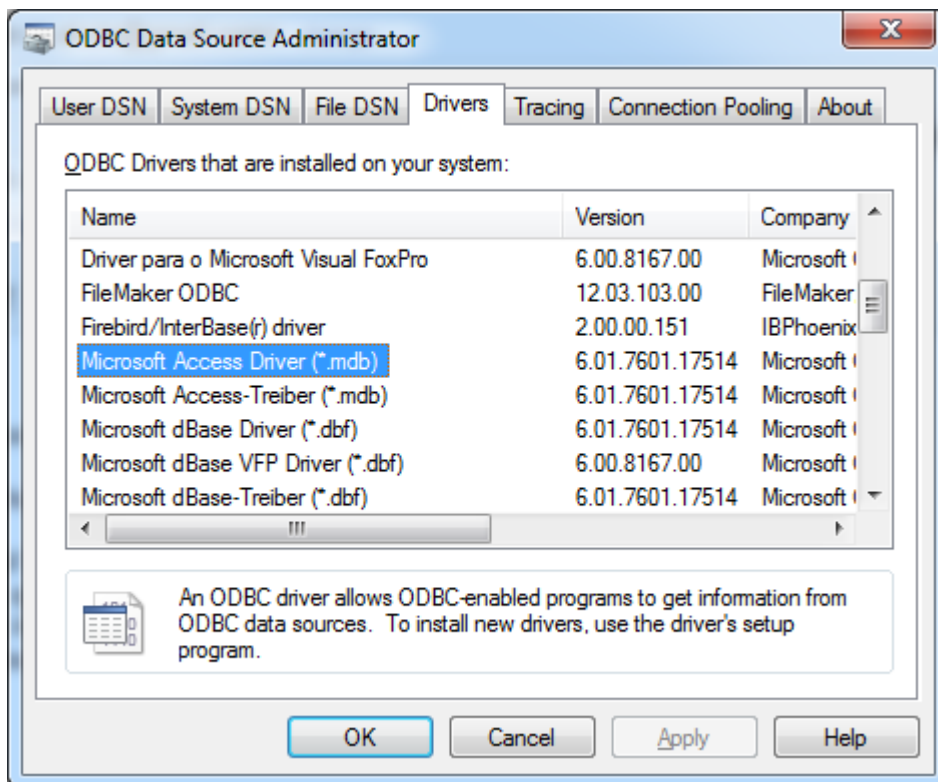 ODBC Data Source Administrator
User DSN System DSN File DSN Drivers Tracing Connection Pooling About
ODBC Drivers that are installed on your system:
Name Version Company
Driver para o Microsoft Visual FoxPro 6.00.8167.00 Microsoft
FileMaker ODBC 12.03.103.00 FileMaker
Firebird/InterBase(r) driver 2.00.00.151 IBPhoenix
Microsoft Access Driver (*.mdb) 6.01.7601.17514 Microsoft
Microsoft Access-Treiber (*.mdb) 6.01.7601.17514 Microsoft
Microsoft dBase Driver (*.dbf) 6.01.7601.17514 Microsoft
Microsoft dBase VFP Driver (*.dbf) 6.00.8167.00 Microsoft
Microsoft dBase-Treiber (*.dbf) 6.01.7601.17514 Microsoft
An ODBC driver allows ODBC-enabled programs to get information from
ODBC data sources. To install new drivers, use the driver's setup
program.
OK Cancel Apply Help